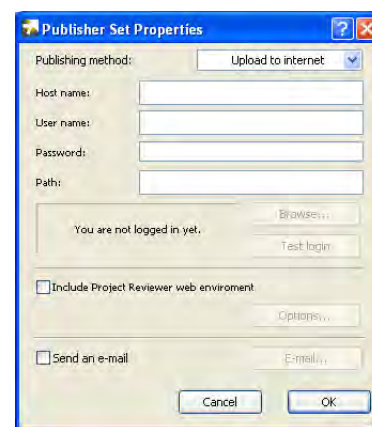 Publisher Set Properties
Publishing method: Upload to internet
Host name:
User name:
Password:
Path:
Browse...
You are not logged in yet.
Test login
Include Project Reviewer web enviroment
Options...
Send an e-mail E-mail...
Cancel OK